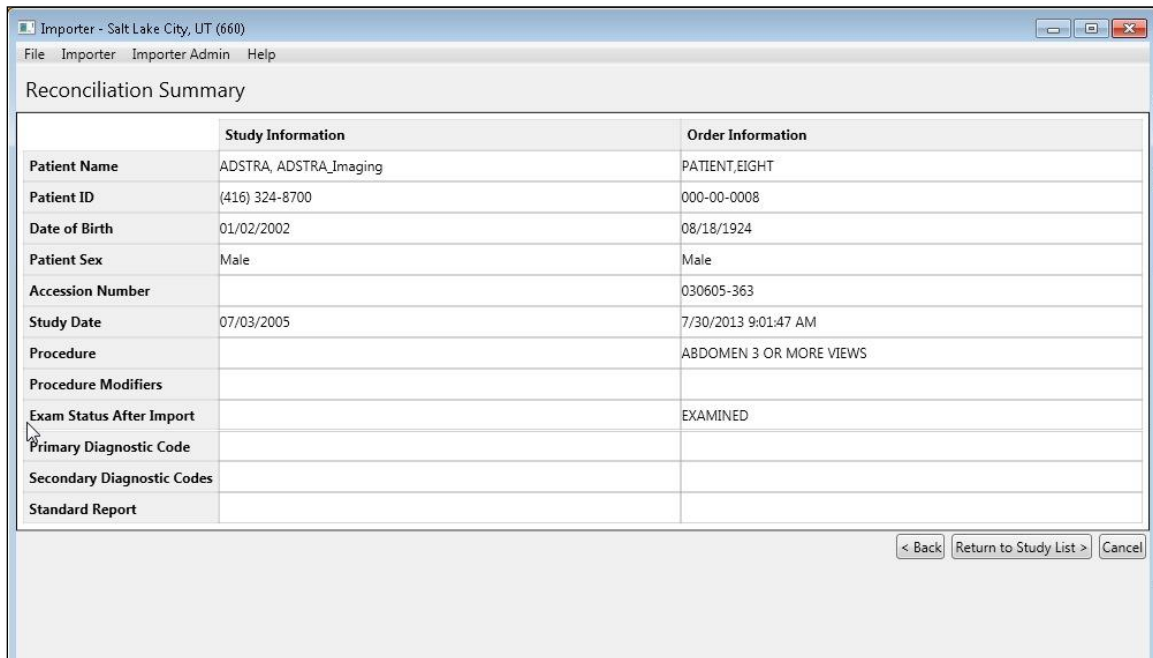 Importer - Salt Lake City, UT (660)
File Importer Importer Admin Help
Reconciliation Summary
Study Information Order Information
Patient Name ADSTRA, ADSTRA_Imaging PATIENT,EIGHT
Patient ID (416) 324-8700 000-00-0008
Date of Birth 01/02/2002 08/18/1924
Patient Sex Male Male
Accession Number 030605-363
Study Date 07/03/2005 7/30/2013 9:01:47 AM
Procedure ABDOMEN 3 OR MORE VIEWS
Procedure Modifiers
Exam Status After Import EXAMINED
Primary Diagnostic Code
Secondary Diagnostic Codes
Standard Report
< Back Return to Study List > Cancel